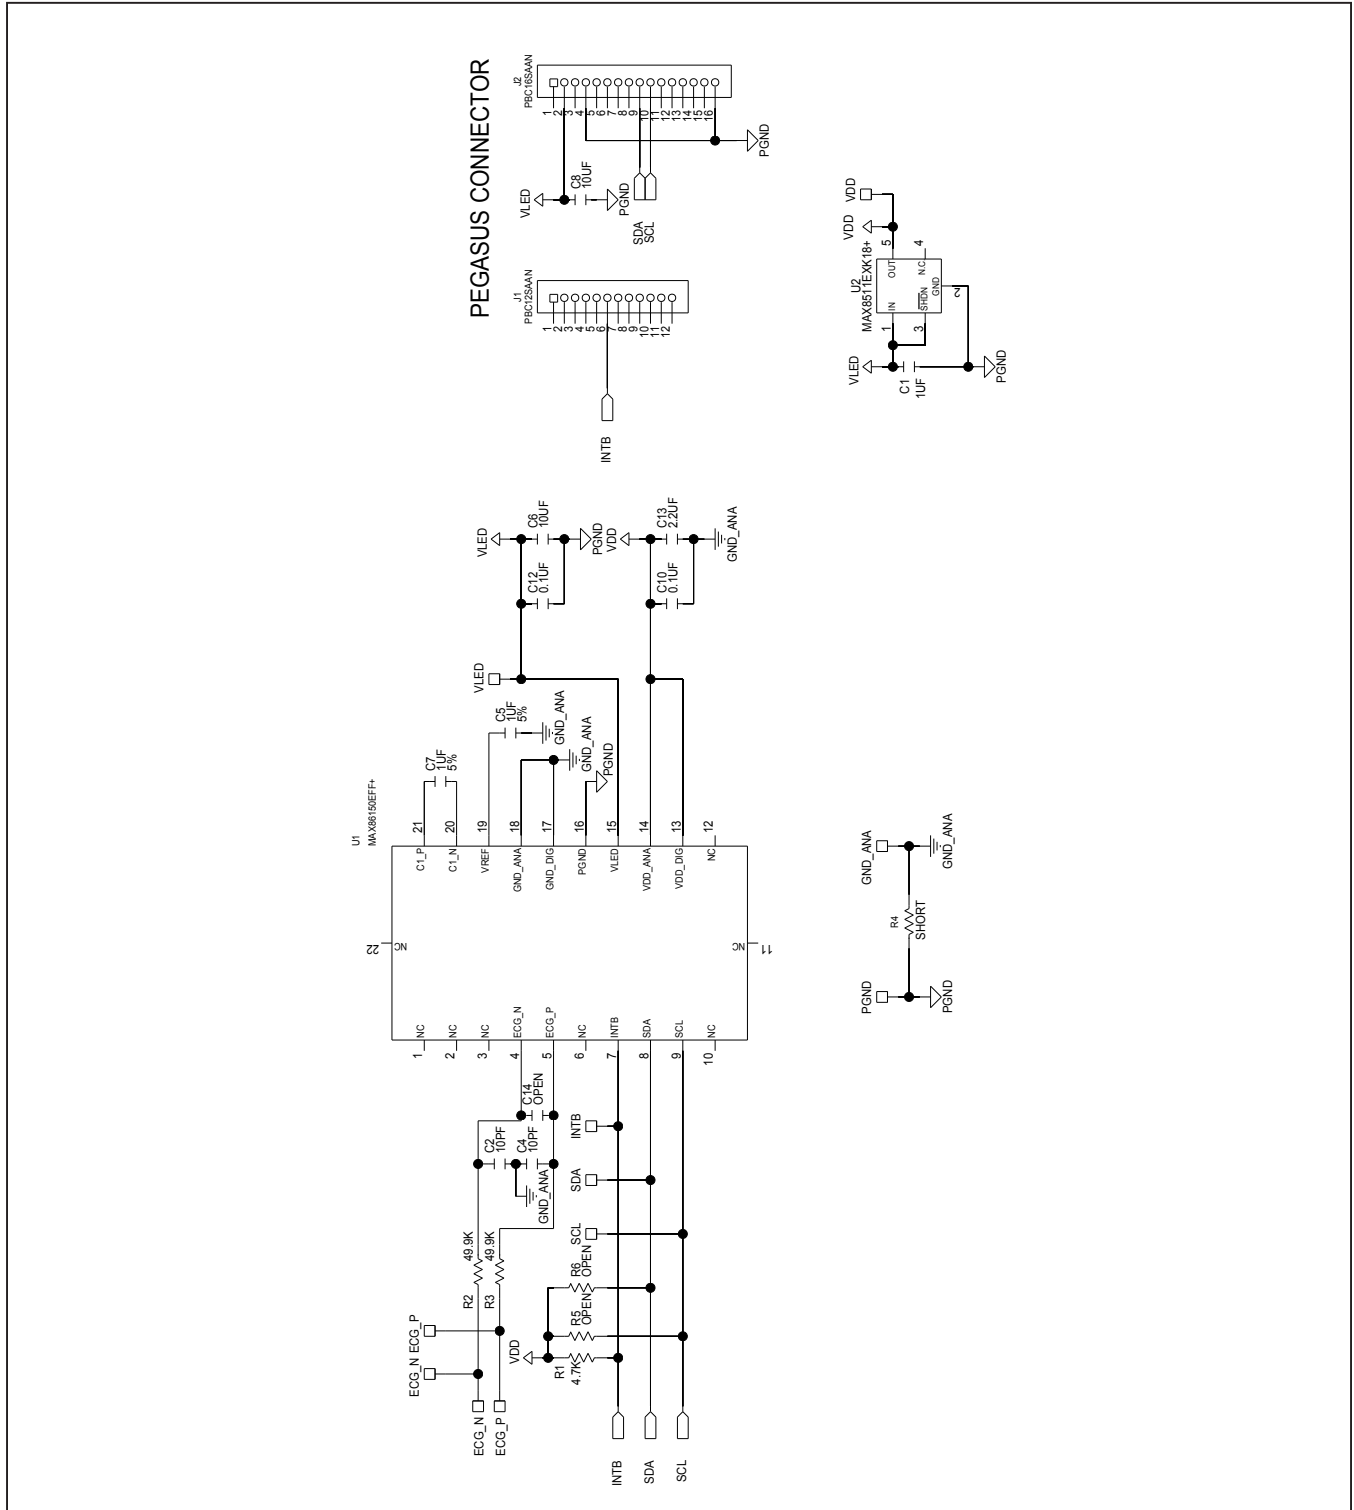 PEGASUS CONNECTOR
J2
PBC16SAAN
1
2
3
4
5
6
7
8
9
10
11
12
13
14
15
16
VLED
C8
10UF
PGND
SDA
SCL
PGND
J1
PBC12SAAN
1
2
3
4
5
6
7
8
9
10
11
12
INTB
VDD
VDD
5
4
OUT
N.C.
GND
2
U2
MAX8511EXK18+
IN
SHDN
1
3
VLED
C1
1UF
PGND
VLED
C6
10UF
PGND
C12
0.1UF
VDD
C13
2.2UF
GND_ANA
C10
0.1UF
VLED
C5
1UF
5%
GND_ANA
GND_ANA
PGND
C7
1UF
5%
U1
MAX86150EFF+
21
20
19
18
17
16
15
14
13
12
C1_P
C1_N
VREF
GND_ANA
GND_DIG
PGND
VLED
VDD_ANA
VDD_DIG
NC
22
NC
NC
11
NC
NC
NC
ECG_N
ECG_P
NC
INTB
SDA
SCL
NC
1
2
3
4
5
6
7
8
9
10
C14
OPEN
C2
10PF
C4
10PF
GND_ANA
INTB
SDA
SCL
R2
49.9K
R3
49.9K
R6
OPEN
R5
OPEN
R1
4.7K
VDD
ECG_P
ECG_N
ECG_N
ECG_P
INTB
SDA
SCL
GND_ANA
GND_ANA
R4
SHORT
PGND
PGND